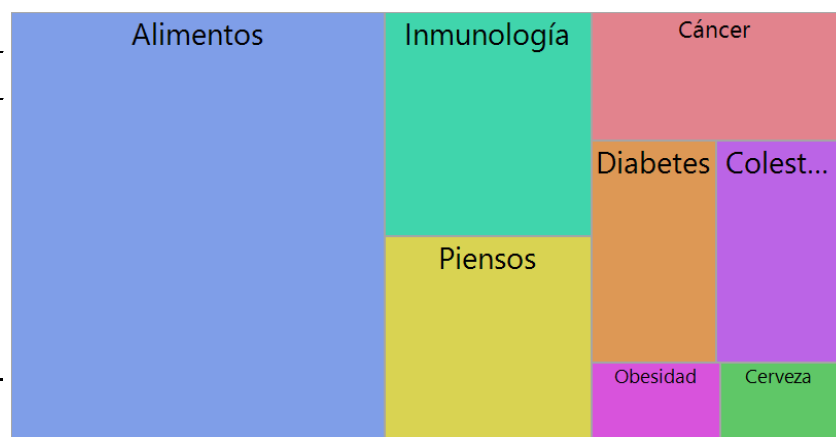 Alimentos
Inmunología
Cáncer
Diabetes
Colest...
Piensos
Obesidad
Cerveza